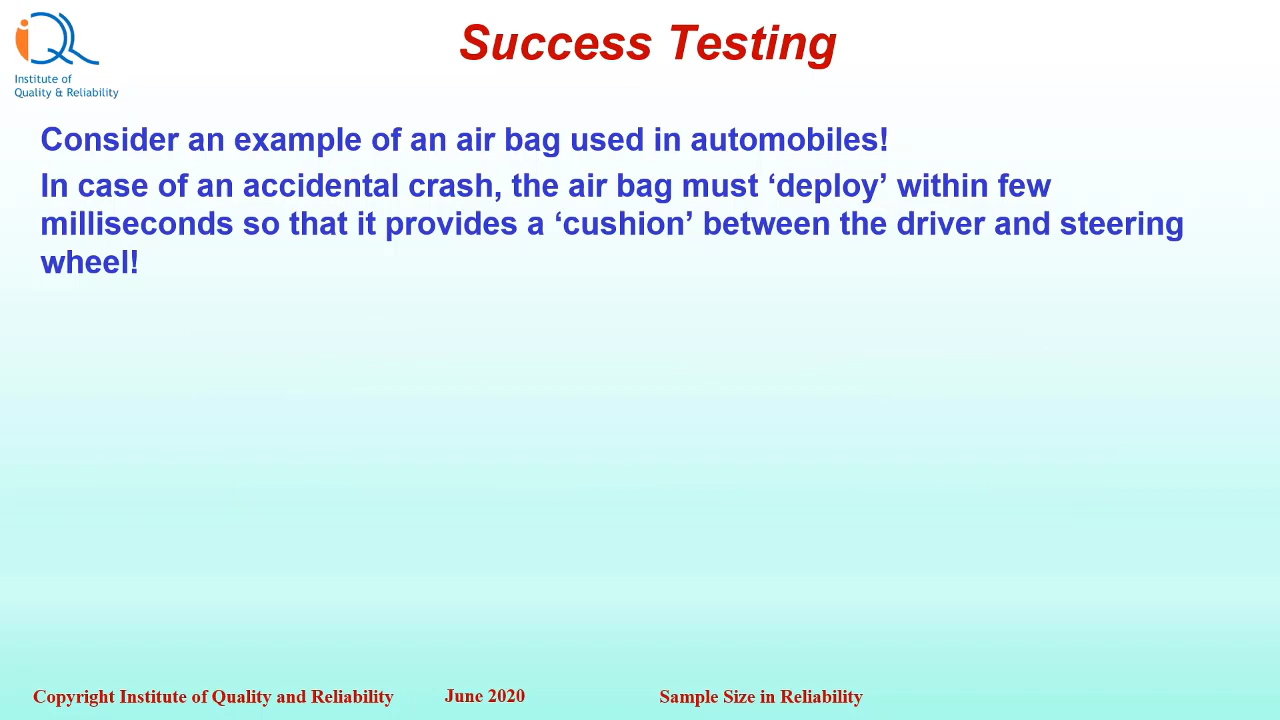 iQR
Institute of
Quality & Reliability
Success Testing
Consider an example of an air bag used in automobiles!
In case of an accidental crash, the air bag must ‘deploy’ within few
milliseconds so that it provides a ‘cushion’ between the driver and steering
wheel!
Copyright Institute of Quality and Reliability June 2020 Sample Size in Reliability